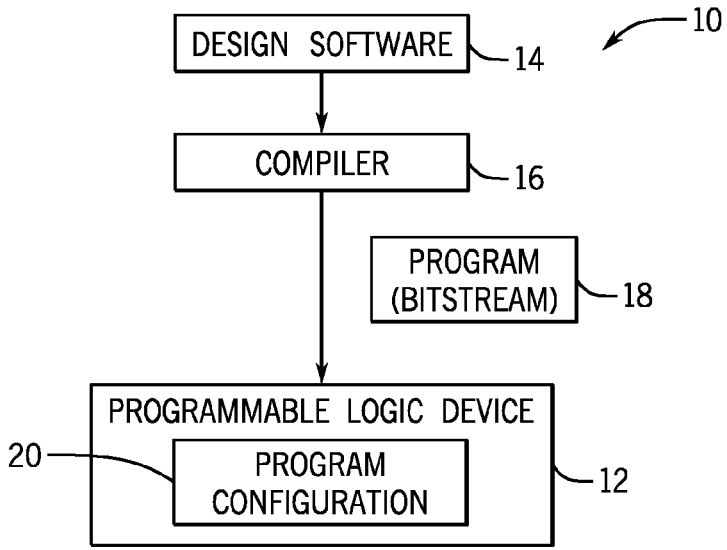 10
DESIGN SOFTWARE
14
COMPILER
16
PROGRAM
(BITSTREAM)
18
PROGRAMMABLE LOGIC DEVICE
20
PROGRAM
CONFIGURATION
12